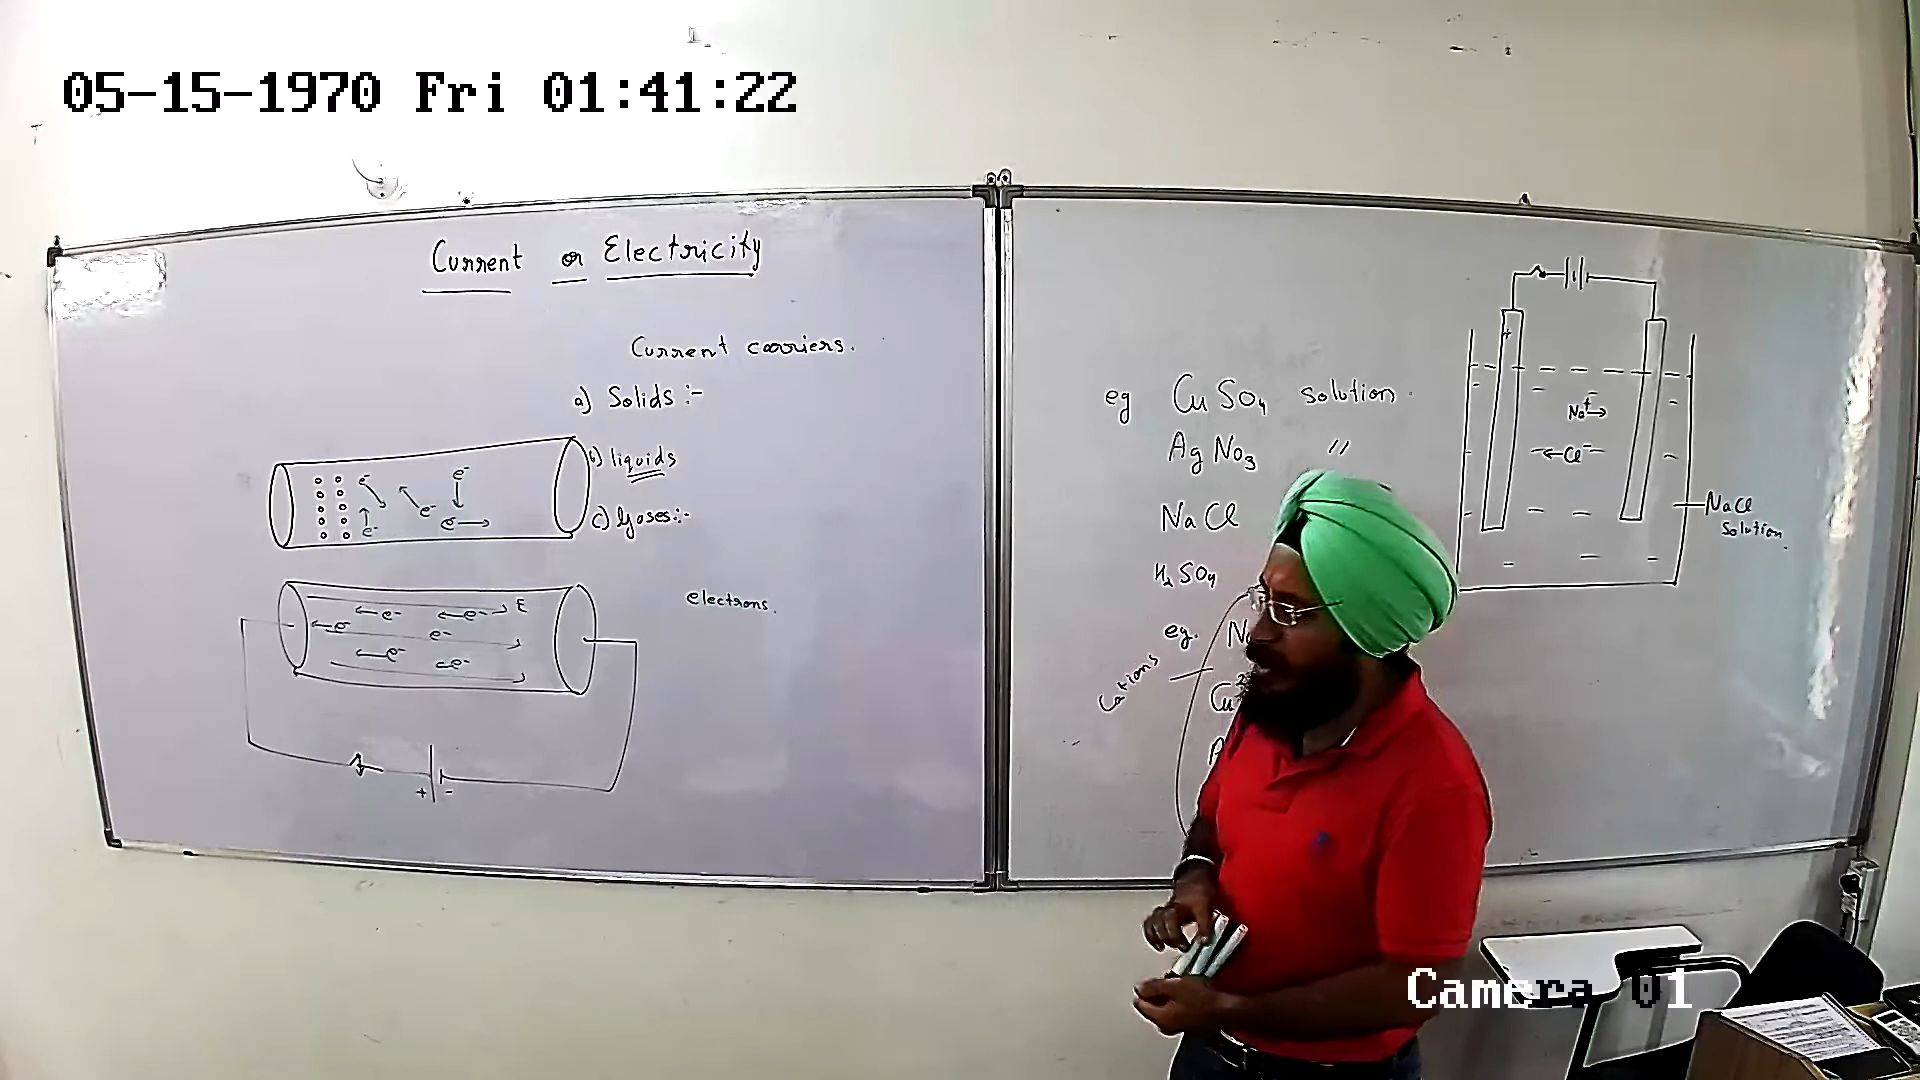 05-15-1970 Fri 01:41:22
Current or Electricity
Current carriers.
a) Solids :-
b) liquids
c) Gases:-
e⁻ e⁻ e⁻
e⁻ e⁻
electrons.
e⁻ e⁻ E
e⁻ e⁻
e⁻ e⁻
+ -
eg CuSO₄ solution.
AgNO₃ "
NaCl
H₂SO₄
eg.
Cations
Cu²
+
Na⁺
Cl⁻
NaCl
Solution.
Camera 01